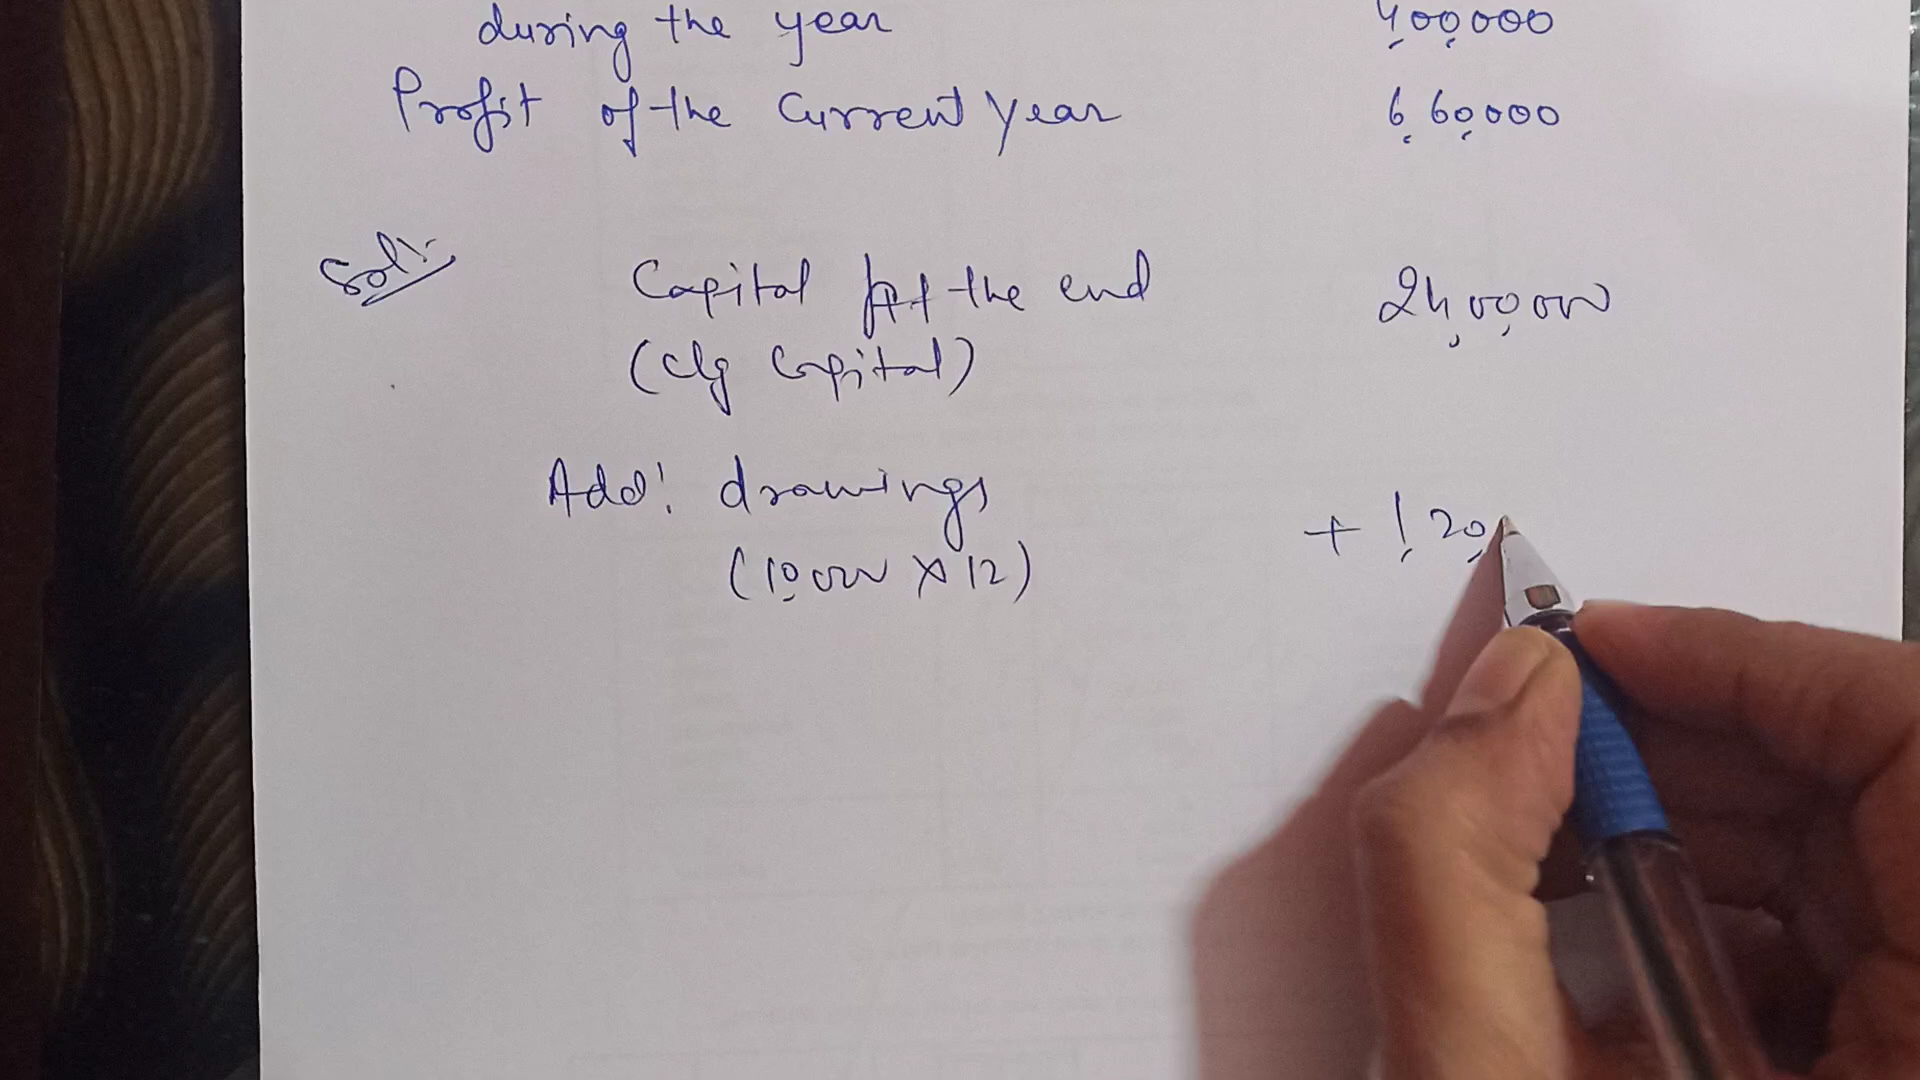 during the year 4,00,000
Profit of the Current Year 6,60,000
Sol:
Capital At the end 24,00,000
(Clg Capital)
Add: drawings + 1,20,
(10,000 X 12)